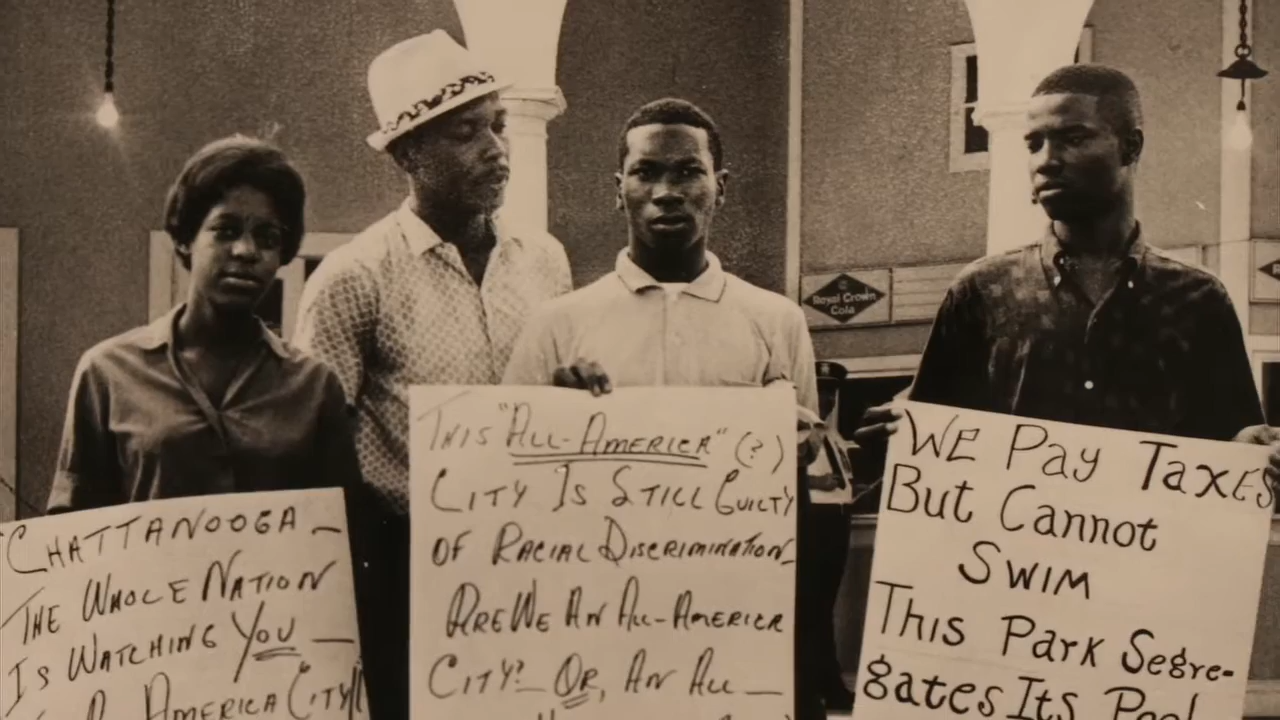 Royal Crown
Cola
"CHATTANOOGA —
THE WHOLE NATION
IS WATCHING YOU —
AMERICA CITY!!
THIS "ALL-AMERICA" (?)
CITY IS STILL GUILTY
OF RACIAL DISCRIMINATION.
ARE WE AN ALL-AMERICA
CITY? — OR, AN ALL —
WE Pay Taxes
But Cannot
SWIM
This Park Segre-
gates Its Pool